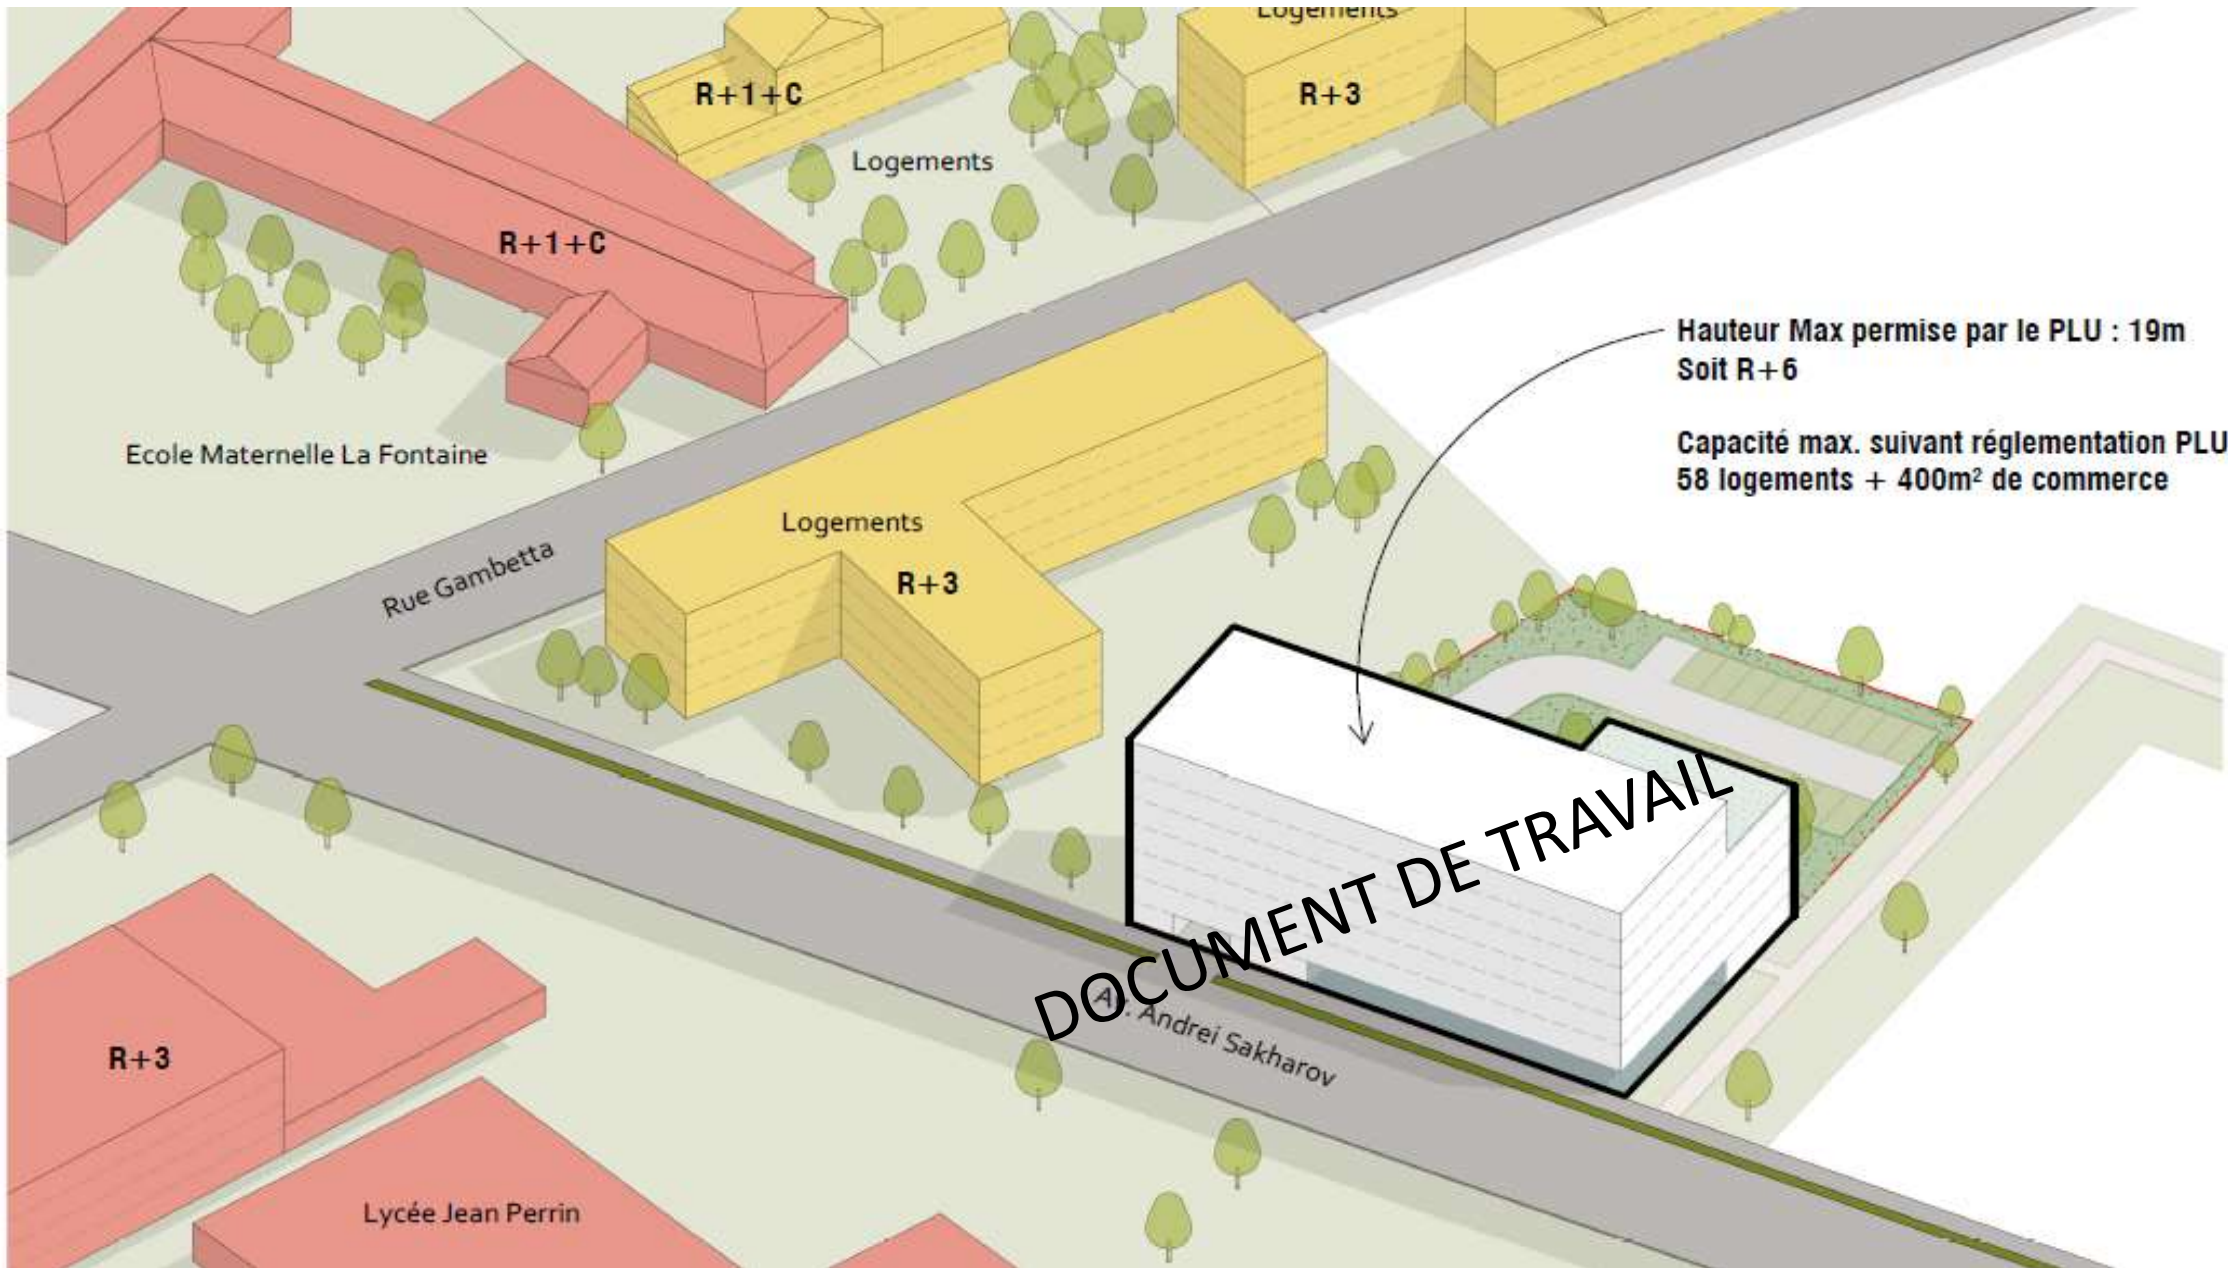 Logements
R+1+C
R+3
Logements
R+1+C
Hauteur Max permise par le PLU : 19m
Soit R+6
Capacité max. suivant réglementation PLU
58 logements + 400m² de commerce
Ecole Maternelle La Fontaine
Logements
R+3
Rue Gambetta
DOCUMENT DE TRAVAIL
Av. Andrei Sakharov
R+3
Lycée Jean Perrin